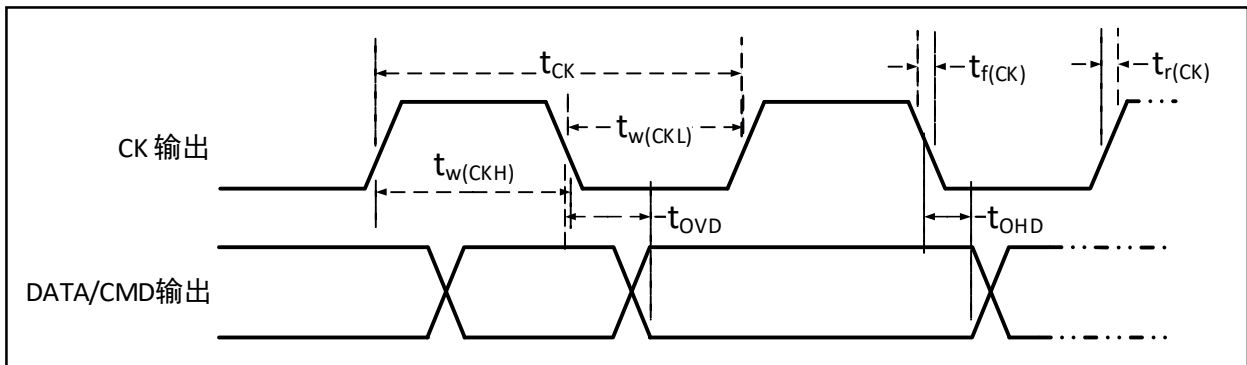 tCK
tf(CK)
tr(CK)
CK 输出
tw(CKL)
tw(CKH)
tOVD
tOHD
DATA/CMD输出